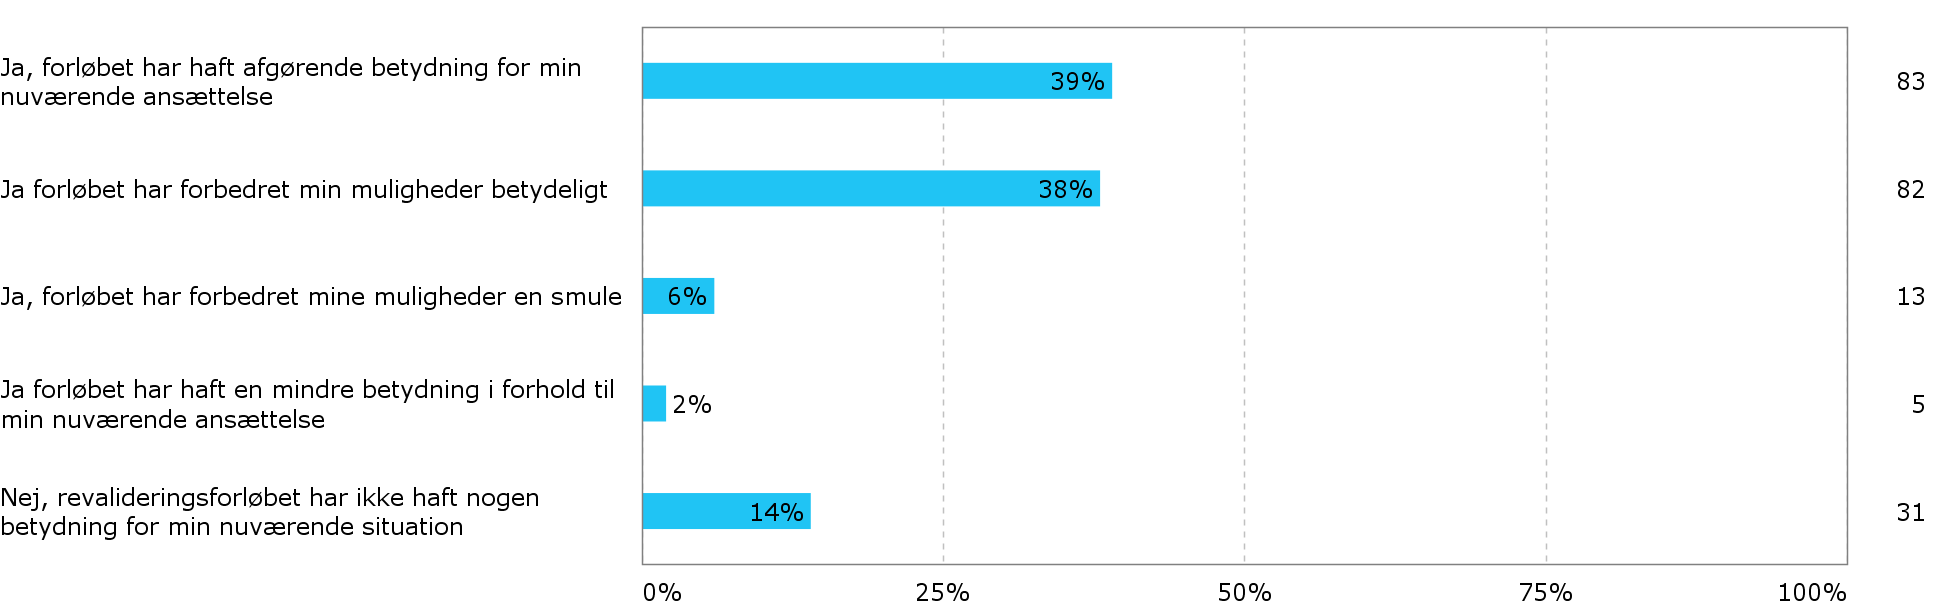 Ja, forløbet har haft afgørende betydning for min
nuværende ansættelse
39%
83
Ja forløbet har forbedret min muligheder betydeligt
38%
82
Ja, forløbet har forbedret mine muligheder en smule
6%
13
Ja forløbet har haft en mindre betydning i forhold til
min nuværende ansættelse
2%
5
Nej, revalideringsforløbet har ikke haft nogen
betydning for min nuværende situation
14%
31
0% 25% 50% 75% 100%